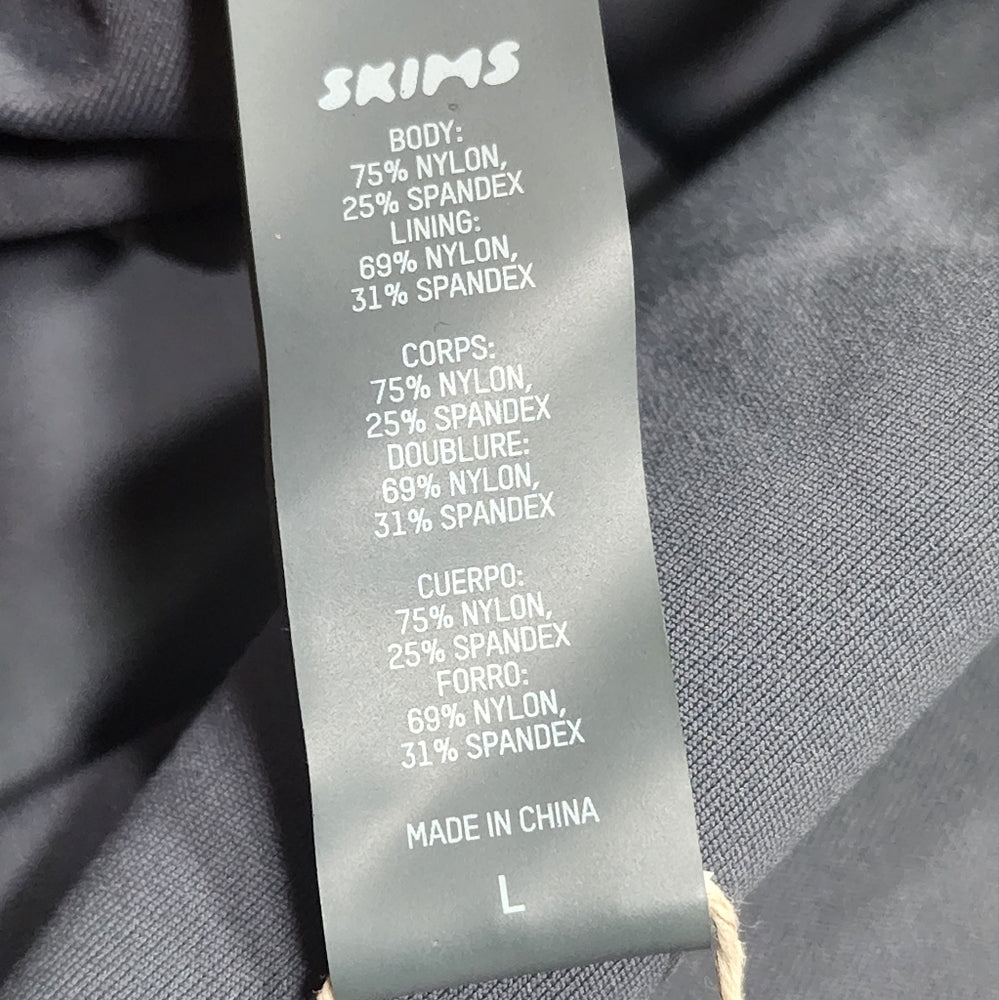 SKIMS
BODY:
75% NYLON,
25% SPANDEX
LINING:
69% NYLON,
31% SPANDEX
CORPS:
75% NYLON,
25% SPANDEX
DOUBLURE:
69% NYLON,
31% SPANDEX
CUERPO:
75% NYLON,
25% SPANDEX
FORRO:
69% NYLON,
31% SPANDEX
MADE IN CHINA
L